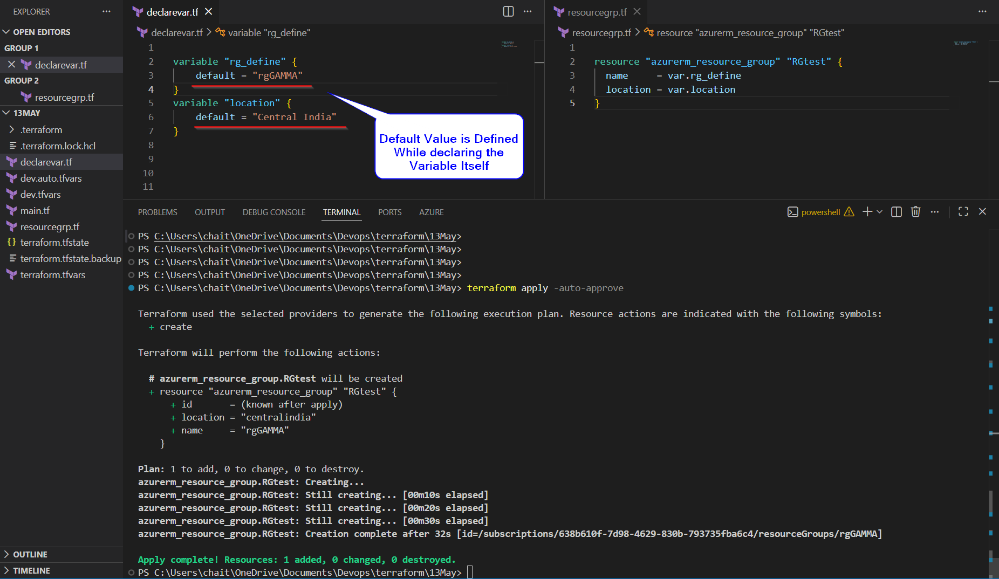 EXPLORER
OPEN EDITORS
GROUP 1
declarevar.tf
GROUP 2
resourcegrp.tf
13MAY
.terraform
.terraform.lock.hcl
declarevar.tf
dev.auto.tfvars
dev.tfvars
main.tf
resourcegrp.tf
terraform.tfstate
terraform.tfstate.backup
terraform.tfvars
OUTLINE
TIMELINE
declarevar.tf
declarevar.tf > variable "rg_define"
1
2 variable "rg_define" {
3 default = "rgGAMMA"
4 }
5 variable "location" {
6 default = "Central India"
7 }
8
9
10
11
Default Value is Defined
While declaring the
Variable Itself
resourcegrp.tf
resourcegrp.tf > resource "azurerm_resource_group" "RGtest"
1
2 resource "azurerm_resource_group" "RGtest" {
3 name = var.rg_define
4 location = var.location
5 }
PROBLEMS OUTPUT DEBUG CONSOLE TERMINAL PORTS AZURE
powershell
PS C:\Users\chait\OneDrive\Documents\Devops\terraform\13May>
PS C:\Users\chait\OneDrive\Documents\Devops\terraform\13May>
PS C:\Users\chait\OneDrive\Documents\Devops\terraform\13May>
PS C:\Users\chait\OneDrive\Documents\Devops\terraform\13May>
PS C:\Users\chait\OneDrive\Documents\Devops\terraform\13May> terraform apply -auto-approve
Terraform used the selected providers to generate the following execution plan. Resource actions are indicated with the following symbols:
+ create
Terraform will perform the following actions:
# azurerm_resource_group.RGtest will be created
+ resource "azurerm_resource_group" "RGtest" {
+ id = (known after apply)
+ location = "centralindia"
+ name = "rgGAMMA"
}
Plan: 1 to add, 0 to change, 0 to destroy.
azurerm_resource_group.RGtest: Creating...
azurerm_resource_group.RGtest: Still creating... [00m10s elapsed]
azurerm_resource_group.RGtest: Still creating... [00m20s elapsed]
azurerm_resource_group.RGtest: Still creating... [00m30s elapsed]
azurerm_resource_group.RGtest: Creation complete after 32s [id=/subscriptions/638b610f-7d98-4629-830b-793735fba6c4/resourceGroups/rgGAMMA]
Apply complete! Resources: 1 added, 0 changed, 0 destroyed.
PS C:\Users\chait\OneDrive\Documents\Devops\terraform\13May>